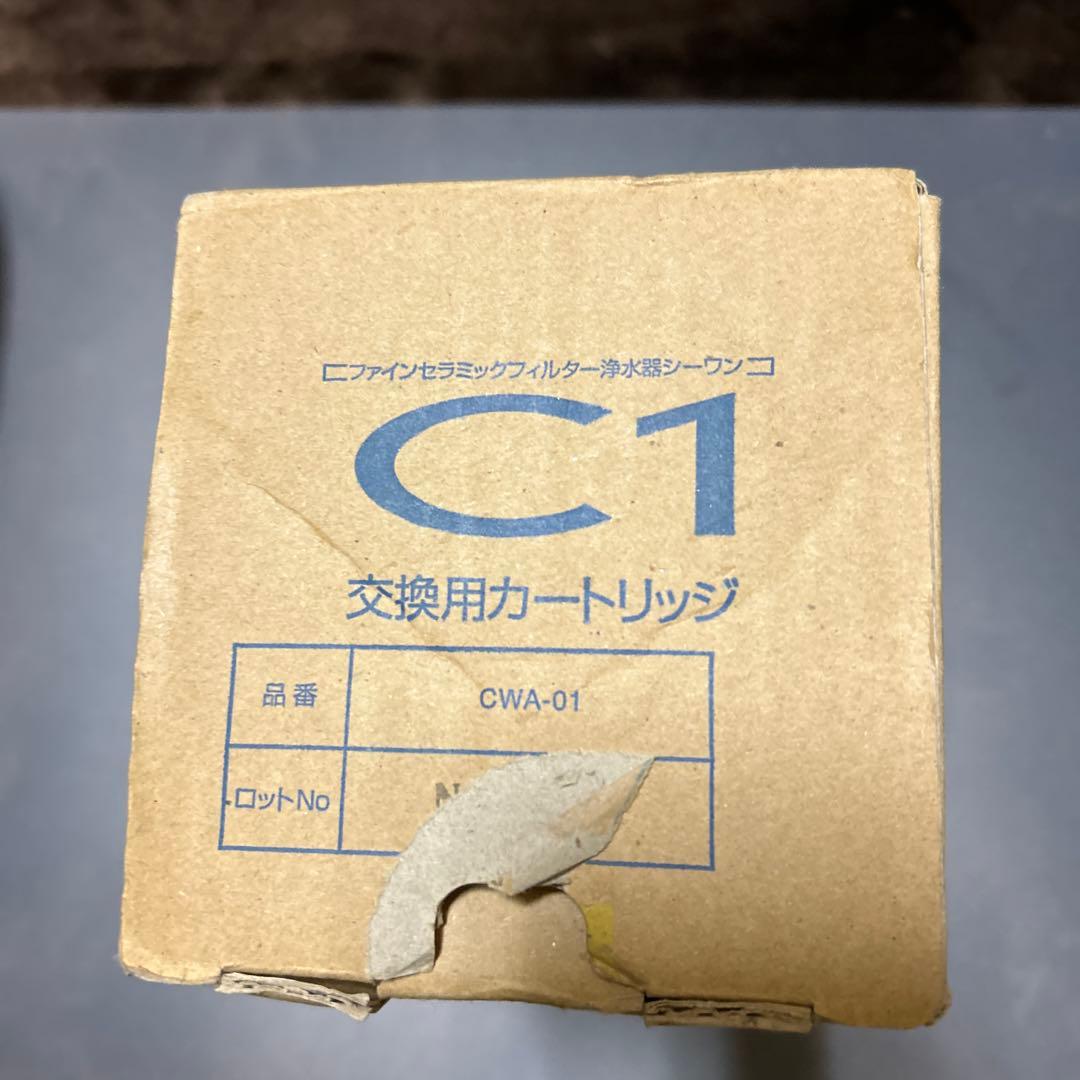 ファインセラミックフィルター浄水器シーワン
C1
交換用カートリッジ
品番 CWA-01
ロットNo N